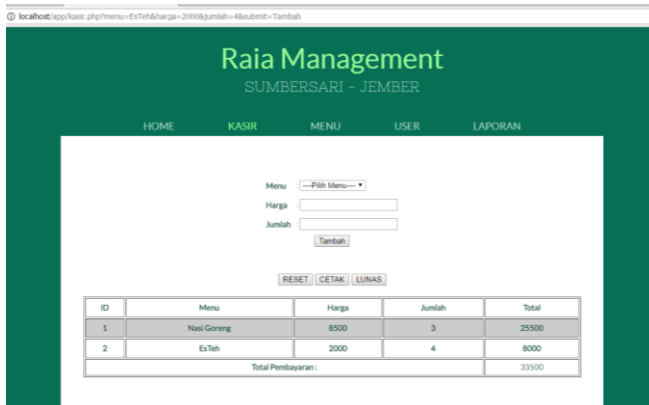 localhost/app/kasir.php?menu=EsTeh&harga=2000&jumlah=4&submit=Tambah
Raia Management
SUMBERSARI - JEMBER
HOME KASIR MENU USER LAPORAN
Menu : ----Pilih Menu----
Harga :
Jumlah :
Tambah
RESET CETAK LUNAS
ID Menu Harga Jumlah Total
1 Nasi Goreng 8500 3 25500
2 EsTeh 2000 4 8000
Total Pembayaran : 33500